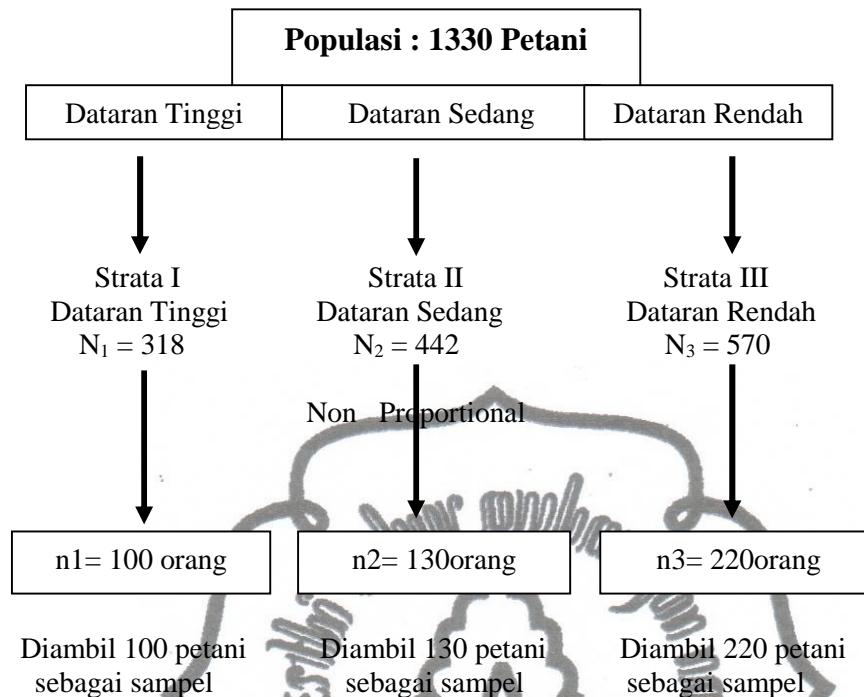 Populasi : 1330 Petani
Dataran Tinggi
Dataran Sedang
Dataran Rendah
Strata I
Dataran Tinggi
N₁ = 318
Strata II
Dataran Sedang
N₂ = 442
Strata III
Dataran Rendah
N₃ = 570
Non Proportional
n1= 100 orang
n2= 130orang
n3= 220orang
Diambil 100 petani
sebagai sampel
Diambil 130 petani
sebagai sampel
Diambil 220 petani
sebagai sampel